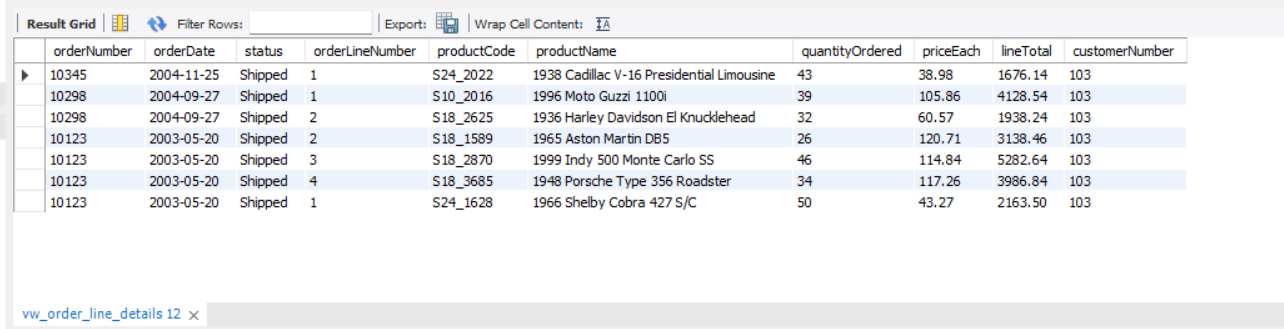 Result Grid Filter Rows: Export: Wrap Cell Content: IA
orderNumber orderDate status orderLineNumber productCode productName quantityOrdered priceEach lineTotal customerNumber
10345 2004-11-25 Shipped 1 S24_2022 1938 Cadillac V-16 Presidential Limousine 43 38.98 1676.14 103
10298 2004-09-27 Shipped 1 S10_2016 1996 Moto Guzzi 1100i 39 105.86 4128.54 103
10298 2004-09-27 Shipped 2 S18_2625 1936 Harley Davidson El Knucklehead 32 60.57 1938.24 103
10123 2003-05-20 Shipped 2 S18_1589 1965 Aston Martin DB5 26 120.71 3138.46 103
10123 2003-05-20 Shipped 3 S18_2870 1999 Indy 500 Monte Carlo SS 46 114.84 5282.64 103
10123 2003-05-20 Shipped 4 S18_3685 1948 Porsche Type 356 Roadster 34 117.26 3986.84 103
10123 2003-05-20 Shipped 1 S24_1628 1966 Shelby Cobra 427 S/C 50 43.27 2163.50 103
vw_order_line_details 12 ×